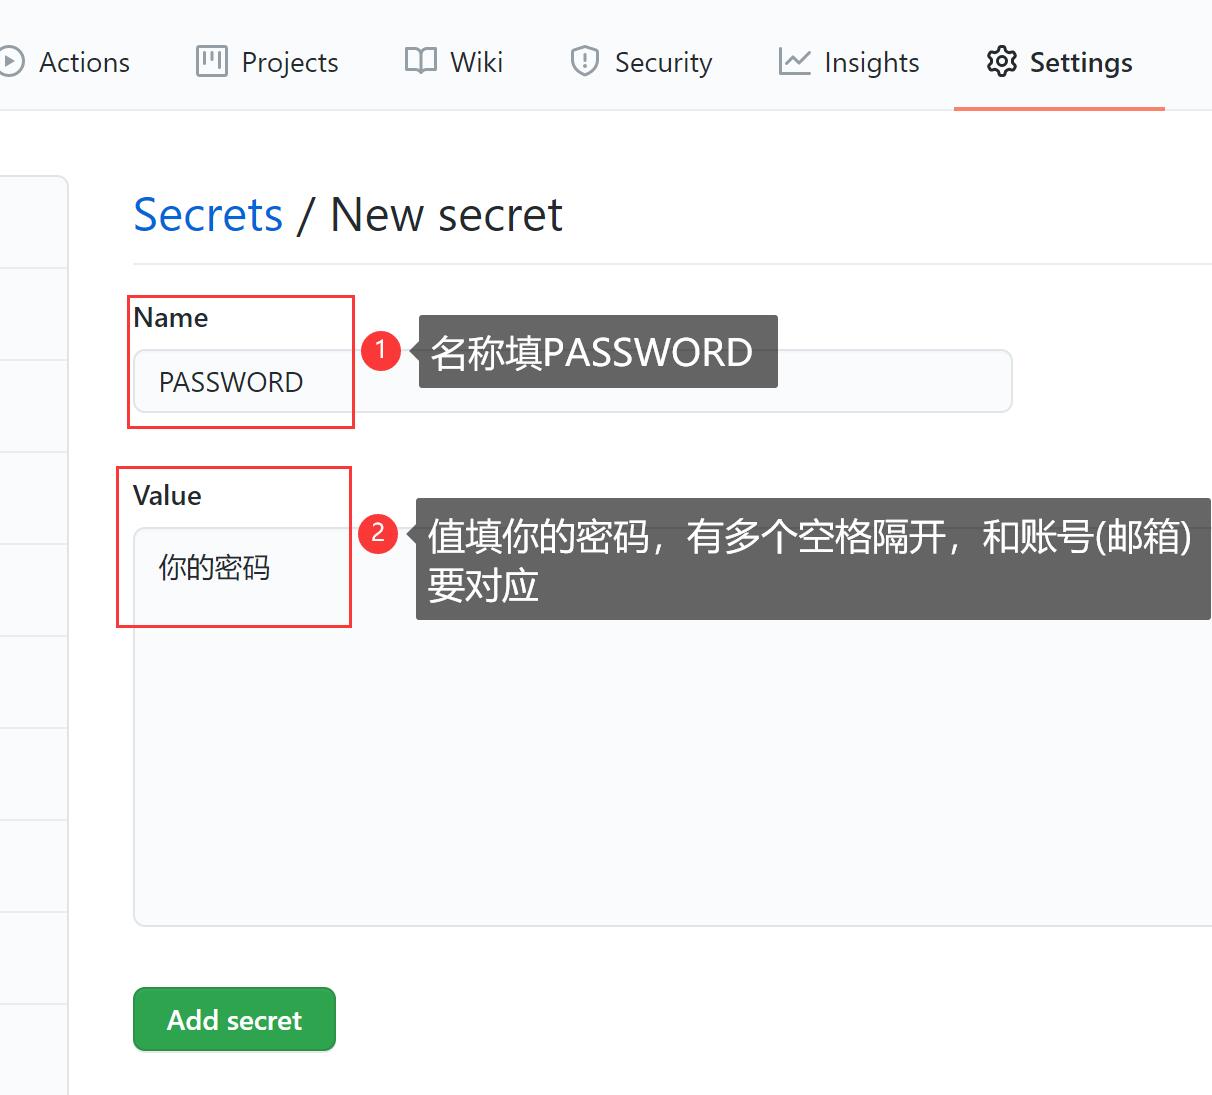 Actions Projects Wiki Security Insights Settings
Secrets / New secret
Name
1 名称填PASSWORD
PASSWORD
Value
2 值填你的密码，有多个空格隔开，和账号(邮箱)
要对应
你的密码
Add secret